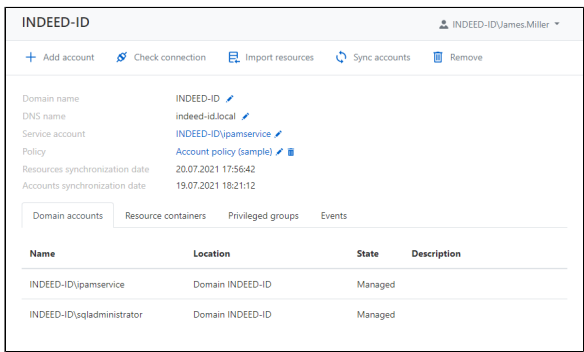 INDEED-ID
INDEED-ID\James.Miller
Add account Check connection Import resources Sync accounts Remove
Domain name INDEED-ID
DNS name indeed-id.local
Service account INDEED-ID\ipamservice
Policy Account policy (sample)
Resources synchronization date 20.07.2021 17:56:42
Accounts synchronization date 19.07.2021 18:21:12
Domain accounts Resource containers Privileged groups Events
Name Location State Description
INDEED-ID\ipamservice Domain INDEED-ID Managed
INDEED-ID\sqladministrator Domain INDEED-ID Managed